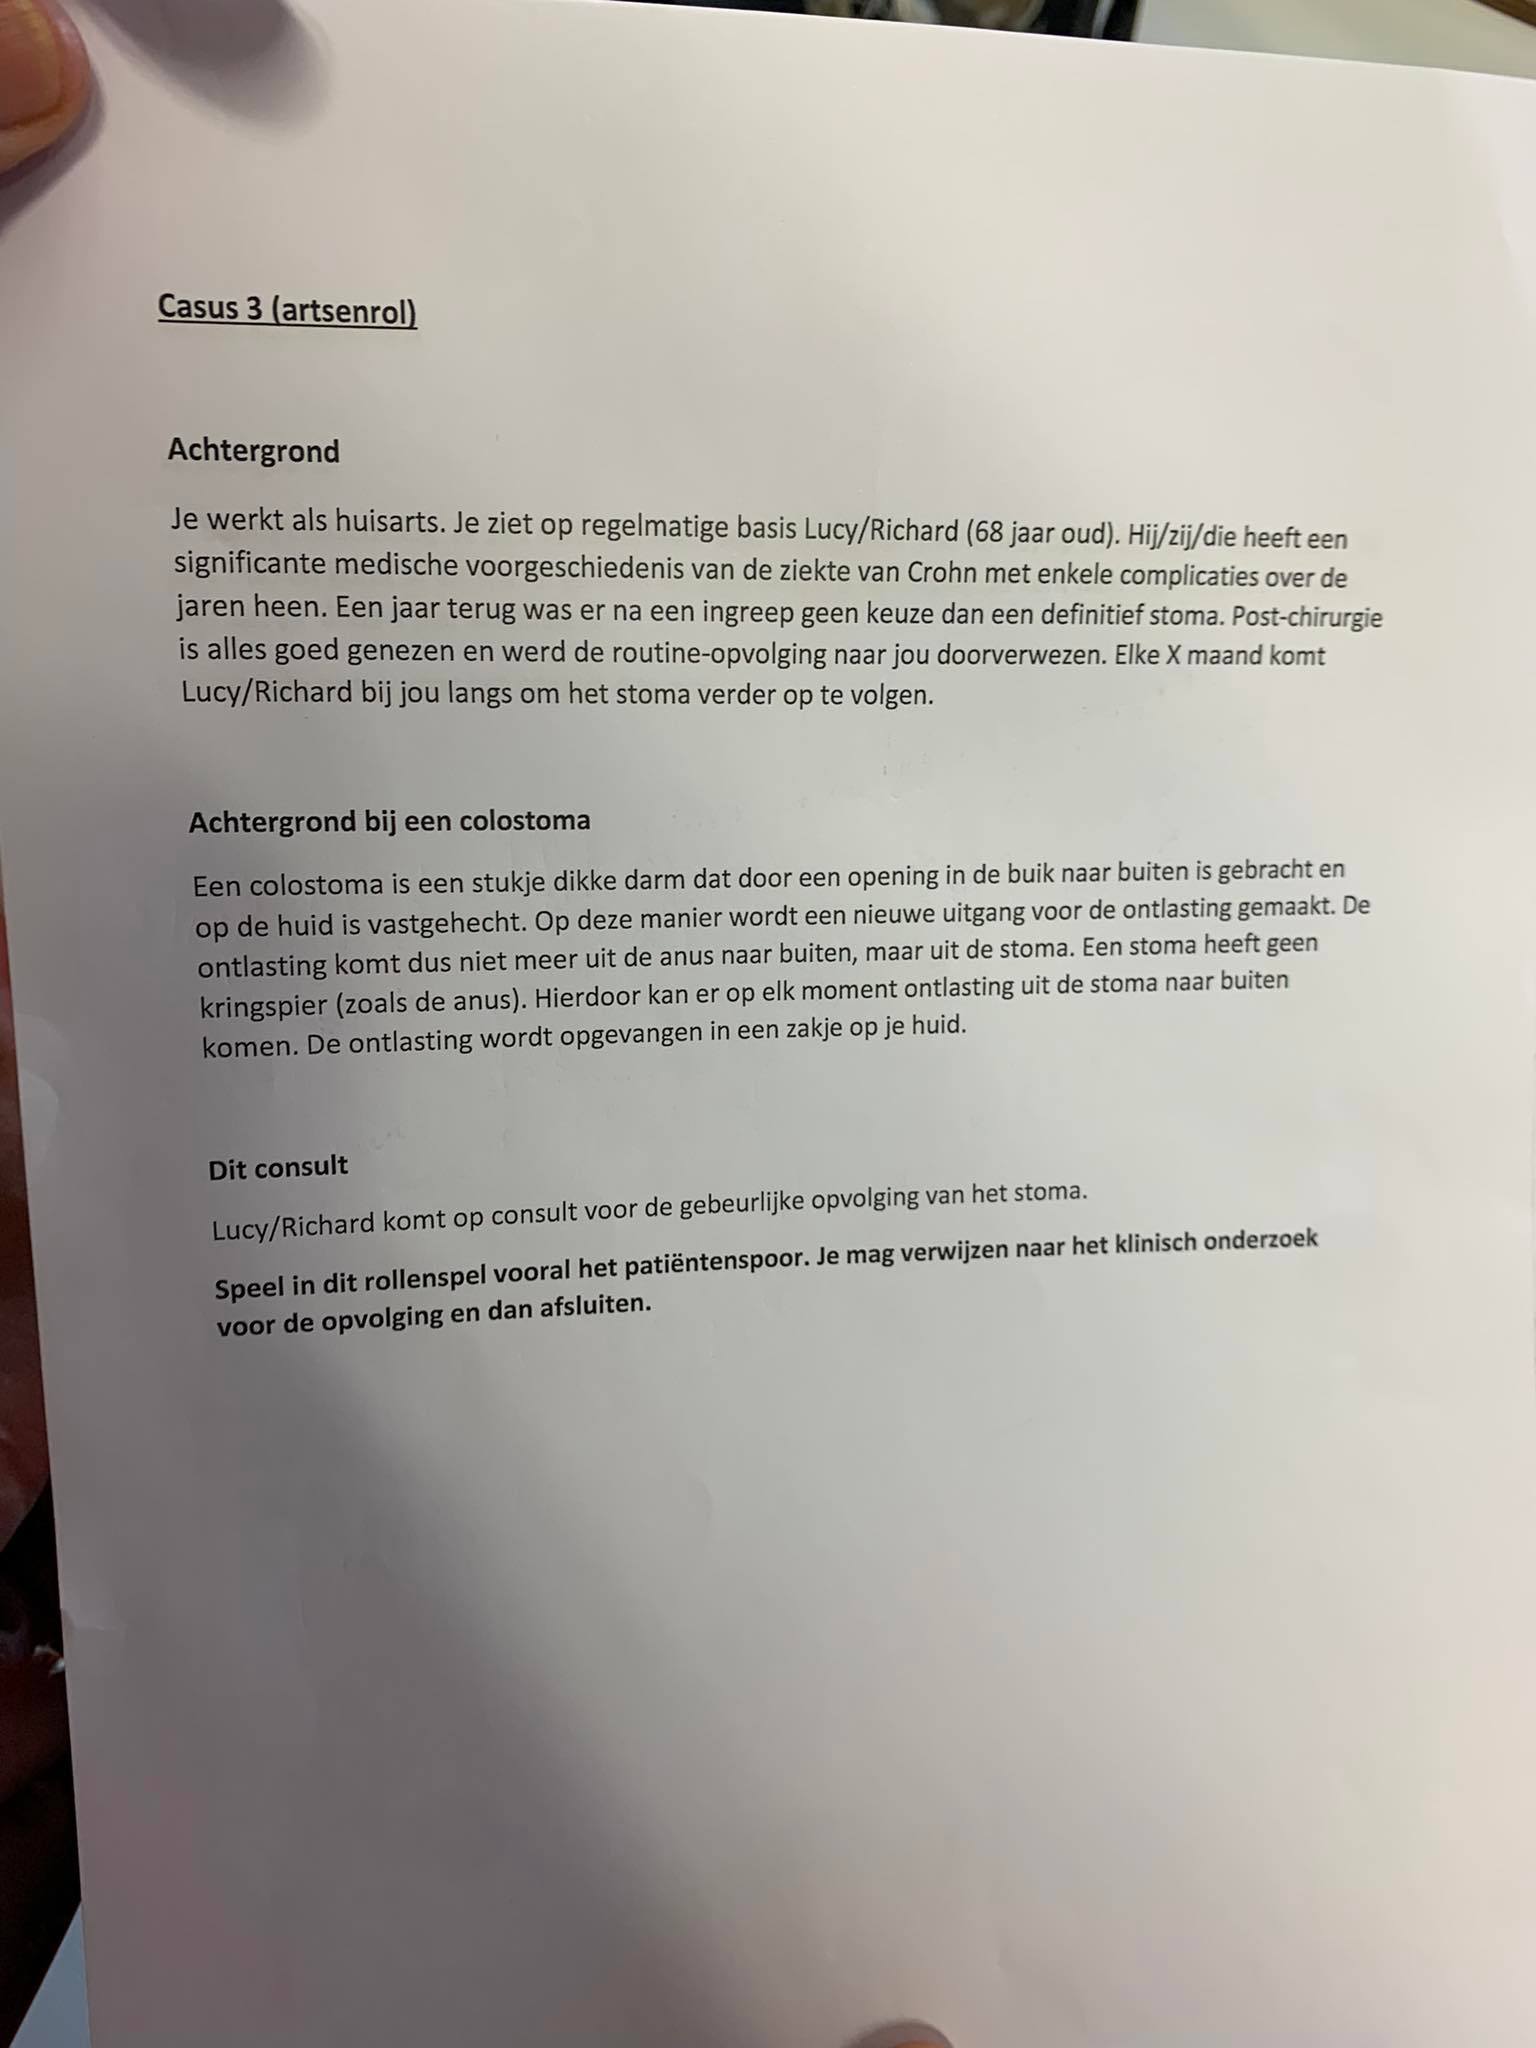 Casus 3 (artsenrol)
Achtergrond
Je werkt als huisarts. Je ziet op regelmatige basis Lucy/Richard (68 jaar oud). Hij/zij/die heeft een
significante medische voorgeschiedenis van de ziekte van Crohn met enkele complicaties over de
jaren heen. Een jaar terug was er na een ingreep geen keuze dan een definitief stoma. Post-chirurgie
is alles goed genezen en werd de routine-opvolging naar jou doorverwezen. Elke X maand komt
Lucy/Richard bij jou langs om het stoma verder op te volgen.
Achtergrond bij een colostoma
Een colostoma is een stukje dikke darm dat door een opening in de buik naar buiten is gebracht en
op de huid is vastgehecht. Op deze manier wordt een nieuwe uitgang voor de ontlasting gemaakt. De
ontlasting komt dus niet meer uit de anus naar buiten, maar uit de stoma. Een stoma heeft geen
kringspier (zoals de anus). Hierdoor kan er op elk moment ontlasting uit de stoma naar buiten
komen. De ontlasting wordt opgevangen in een zakje op je huid.
Dit consult
Lucy/Richard komt op consult voor de gebeurlijke opvolging van het stoma.
Speel in dit rollenspel vooral het patiëntenspoor. Je mag verwijzen naar het klinisch onderzoek
voor de opvolging en dan afsluiten.